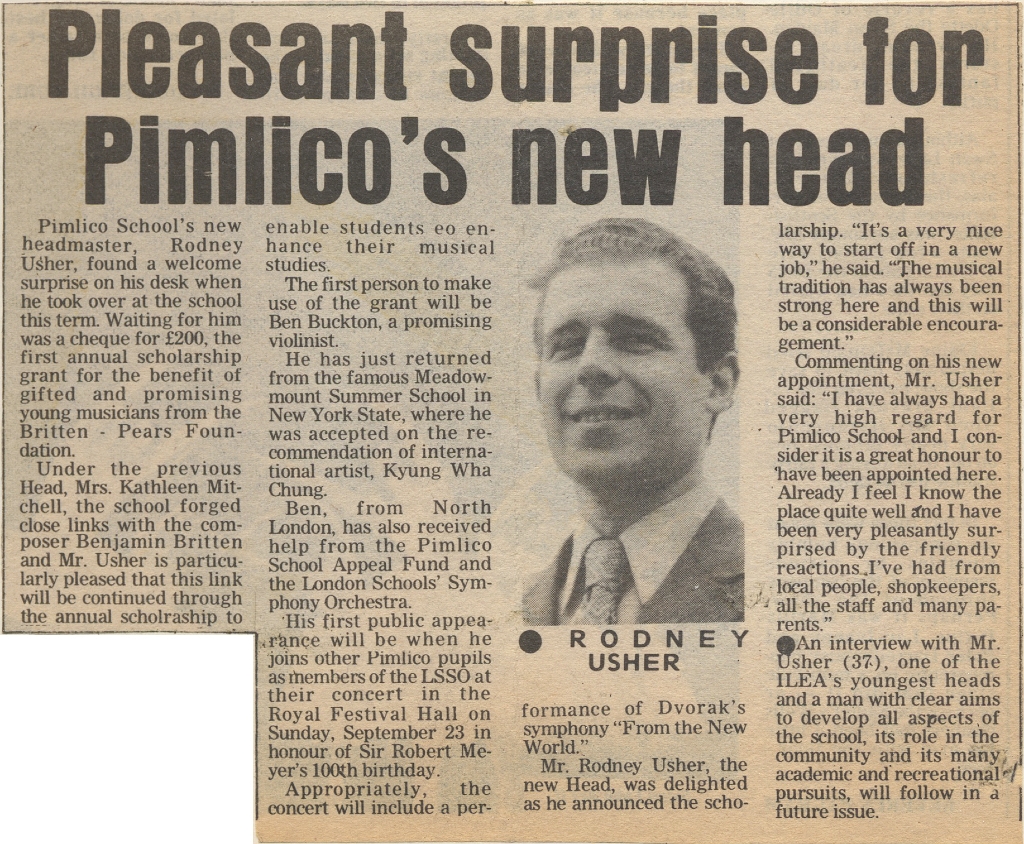 Pleasant surprise for
Pimlico's new head
Pimlico School's new
headmaster, Rodney
Usher, found a welcome
surprise on his desk when
he took over at the school
this term. Waiting for him
was a cheque for £200, the
first annual scholarship
grant for the benefit of
gifted and promising
young musicians from the
Britten - Pears Foun-
dation.
Under the previous
Head, Mrs. Kathleen Mit-
chell, the school forged
close links with the com-
poser Benjamin Britten
and Mr. Usher is particu-
larly pleased that this link
will be continued through
the annual scholraship to
enable students eo en-
hance their musical
studies.
The first person to make
use of the grant will be
Ben Buckton, a promising
violinist.
He has just returned
from the famous Meadow-
mount Summer School in
New York State, where he
was accepted on the re-
commendation of interna-
tional artist, Kyung Wha
Chung.
Ben, from North
London, has also received
help from the Pimlico
School Appeal Fund and
the London Schools' Sym-
phony Orchestra.
His first public appea-
rance will be when he
joins other Pimlico pupils
as members of the LSSO at
their concert in the
Royal Festival Hall on
Sunday, September 23 in
honour of Sir Robert Me-
yer's 100th birthday.
Appropriately, the
concert will include a per-
● RODNEY
USHER
formance of Dvorak's
symphony "From the New
World."
Mr. Rodney Usher, the
new Head, was delighted
as he announced the scho-
larship. "It's a very nice
way to start off in a new
job," he said. "The musical
tradition has always been
strong here and this will
be a considerable encoura-
gement."
Commenting on his new
appointment, Mr. Usher
said: "I have always had a
very high regard for
Pimlico School and I con-
sider it is a great honour to
have been appointed here.
Already I feel I know the
place quite well and I have
been very pleasantly sur-
pirsed by the friendly
reactions I've had from
local people, shopkeepers,
all the staff and many pa-
rents."
●An interview with Mr.
Usher (37), one of the
ILEA's youngest heads
and a man with clear aims
to develop all aspects of
the school, its role in the
community and its many
academic and recreational
pursuits, will follow in a
future issue.